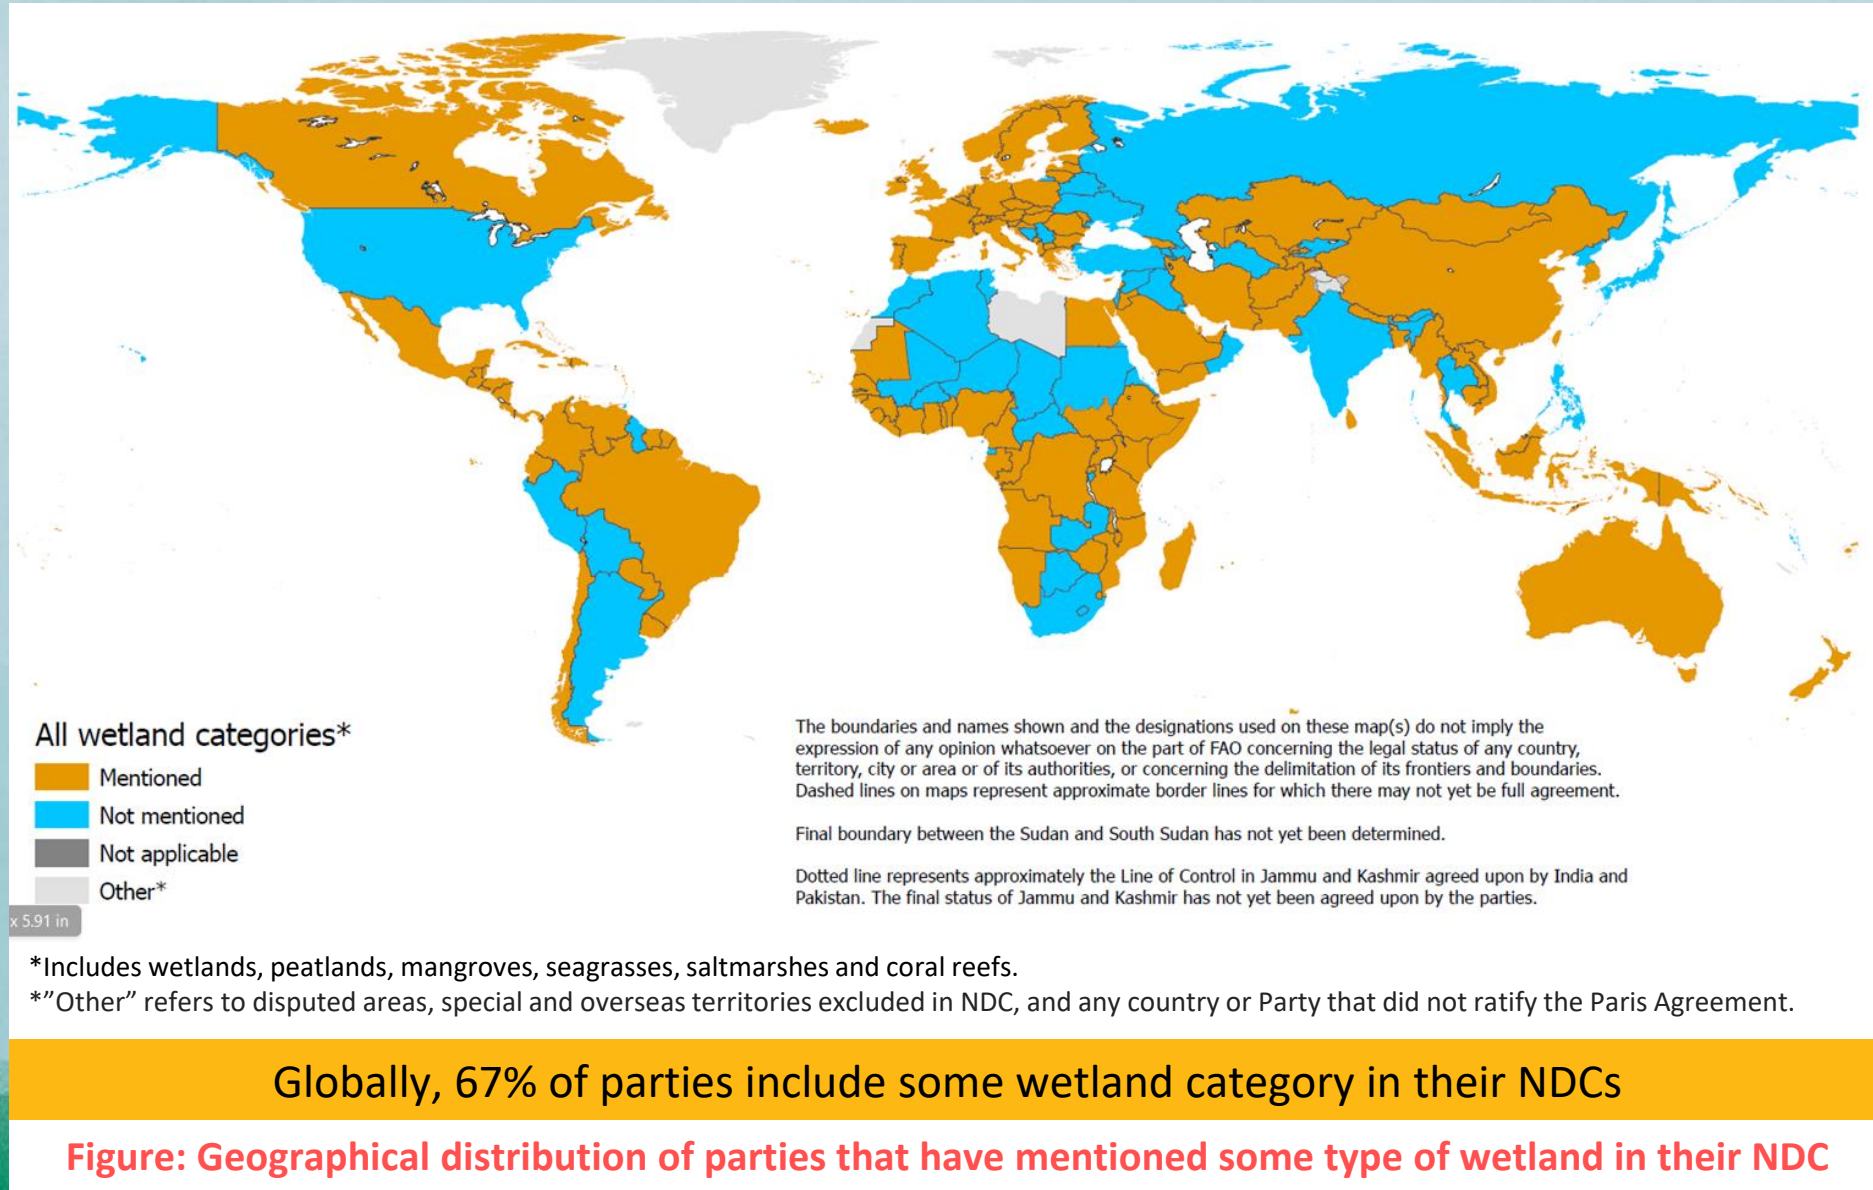 All wetland categories*
Mentioned
Not mentioned
Not applicable
Other*
x 5.91 in
The boundaries and names shown and the designations used on these map(s) do not imply the
expression of any opinion whatsoever on the part of FAO concerning the legal status of any country,
territory, city or area or of its authorities, or concerning the delimitation of its frontiers and boundaries.
Dashed lines on maps represent approximate border lines for which there may not yet be full agreement.
Final boundary between the Sudan and South Sudan has not yet been determined.
Dotted line represents approximately the Line of Control in Jammu and Kashmir agreed upon by India and
Pakistan. The final status of Jammu and Kashmir has not yet been agreed upon by the parties.
*Includes wetlands, peatlands, mangroves, seagrasses, saltmarshes and coral reefs.
*”Other” refers to disputed areas, special and overseas territories excluded in NDC, and any country or Party that did not ratify the Paris Agreement.
Globally, 67% of parties include some wetland category in their NDCs
Figure: Geographical distribution of parties that have mentioned some type of wetland in their NDC